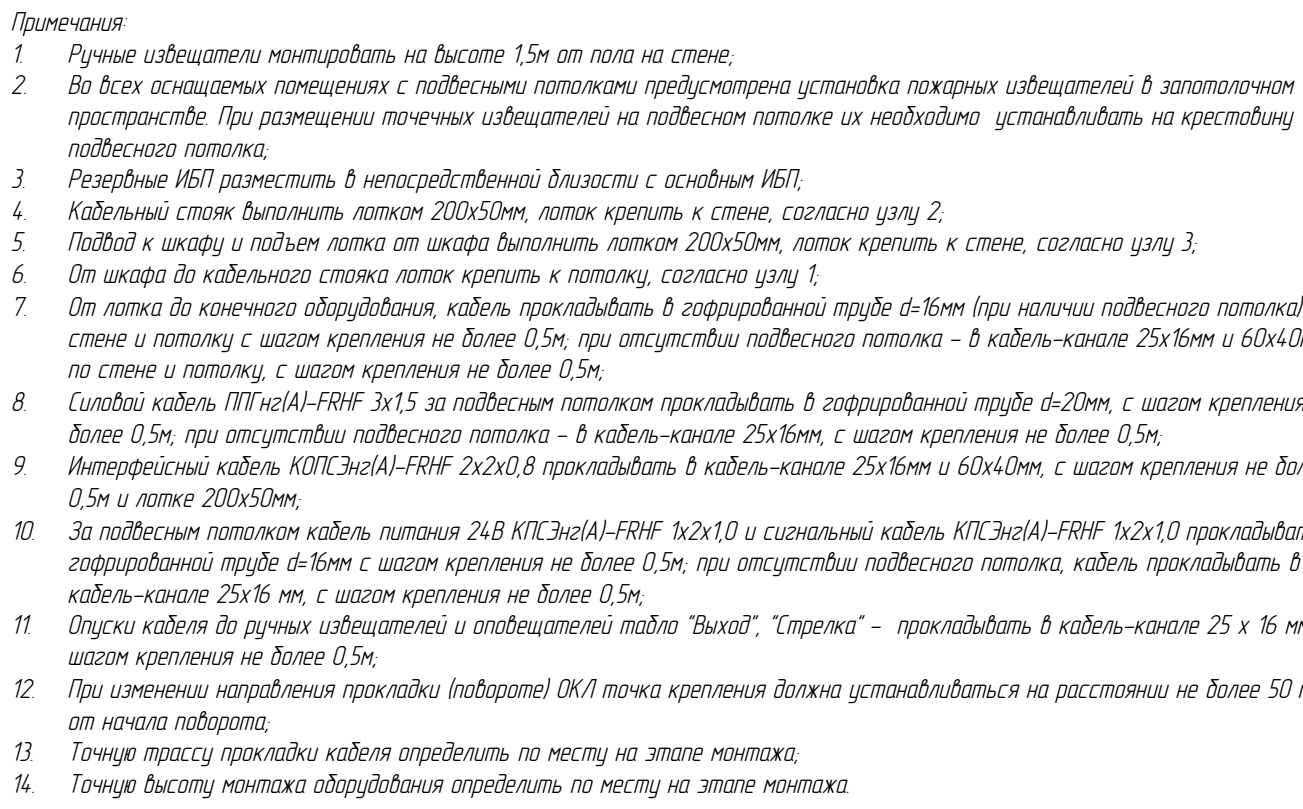 Примечания:
1. Ручные извещатели монтировать на высоте 1,5м от пола на стене;
2. Во всех оснащаемых помещениях с подвесными потолками предусмотрена установка пожарных извещателей в запотолочном
пространстве. При размещении точечных извещателей на подвесном потолке их необходимо устанавливать на крестовину
подвесного потолка;
3. Резервные ИБП разместить в непосредственной близости с основным ИБП;
4. Кабельный стояк выполнить лотком 200х50мм, лоток крепить к стене, согласно узлу 2;
5. Подвод к шкафу и подъем лотка от шкафа выполнить лотком 200х50мм, лоток крепить к стене, согласно узлу 3;
6. От шкафа до кабельного стояка лоток крепить к потолку, согласно узлу 1;
7. От лотка до конечного оборудования, кабель прокладывать в гофрированной трубе d=16мм (при наличии подвесного потолка)
стене и потолку с шагом крепления не более 0,5м; при отсутствии подвесного потолка – в кабель-канале 25х16мм и 60х40
по стене и потолку, с шагом крепления не более 0,5м;
8. Силовой кабель ППГнг(А)-FRHF 3х1,5 за подвесным потолком прокладывать в гофрированной трубе d=20мм, с шагом крепления
более 0,5м; при отсутствии подвесного потолка – в кабель-канале 25х16мм, с шагом крепления не более 0,5м;
9. Интерфейсный кабель КОПСЭнг(А)-FRHF 2х2х0,8 прокладывать в кабель-канале 25х16мм и 60х40мм, с шагом крепления не бол
0,5м и лотке 200х50мм;
10. За подвесным потолком кабель питания 24В КПСЭнг(А)-FRHF 1х2х1,0 и сигнальный кабель КПСЭнг(А)-FRHF 1х2х1,0 прокладыват
гофрированной трубе d=16мм с шагом крепления не более 0,5м; при отсутствии подвесного потолка, кабель прокладывать в
кабель-канале 25х16 мм, с шагом крепления не более 0,5м;
11. Опуски кабеля до ручных извещателей и оповещателей табло "Выход", "Стрелка" – прокладывать в кабель-канале 25 х 16 мм
шагом крепления не более 0,5м;
12. При изменении направления прокладки (повороте) ОКЛ точка крепления должна устанавливаться на расстоянии не более 50
от начала поворота;
13. Точную трассу прокладки кабеля определить по месту на этапе монтажа;
14. Точную высоту монтажа оборудования определить по месту на этапе монтажа.